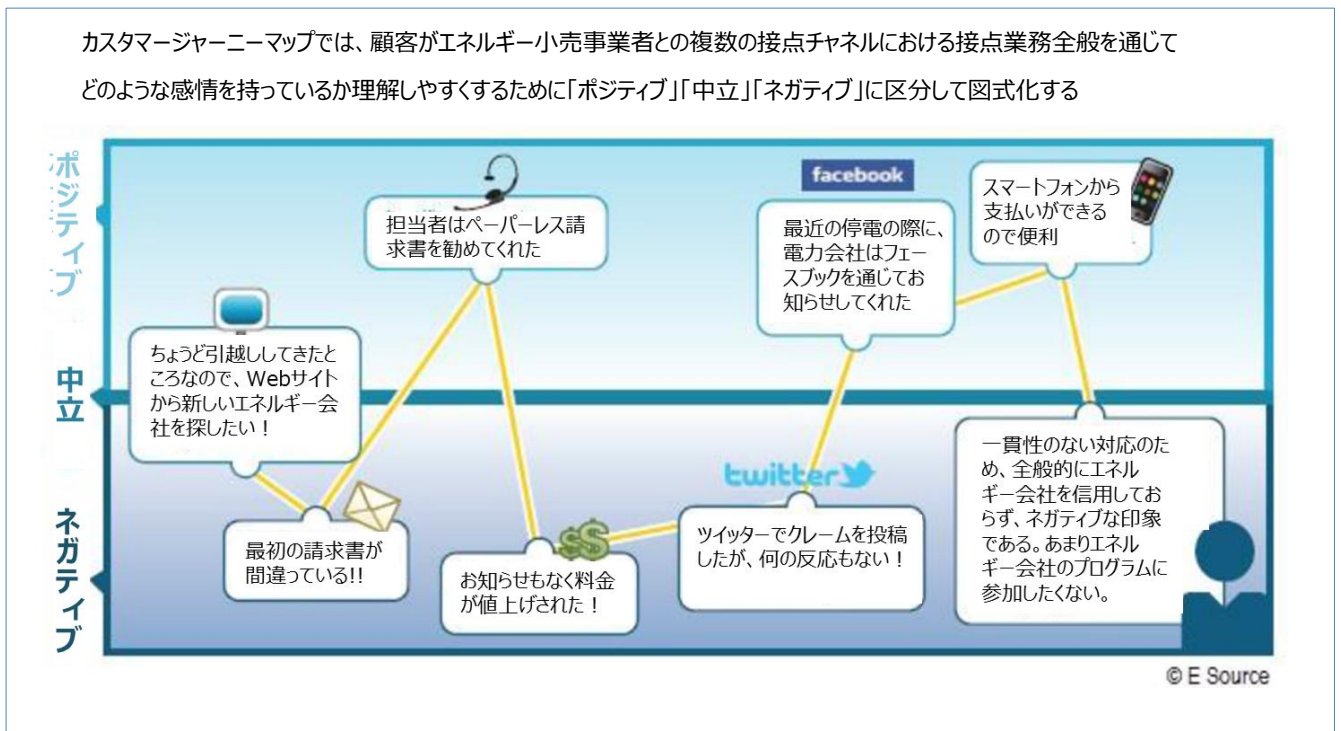 カスタマージャーニーマップでは、顧客がエネルギー小売事業者との複数の接点チャネルにおける接点業務全般を通じて
どのような感情を持っているか理解しやすくするために「ポジティブ」「中立」「ネガティブ」に区分して図式化する
ポジティブ
中立
ネガティブ
ちょうど引越ししてきたと
ころなので、Webサイト
から新しいエネルギー会
社を探したい！
最初の請求書が
間違っている!!
担当者はペーパーレス請
求書を勧めてくれた
$$
お知らせもなく料金
が値上げされた！
twitter
ツイッターでクレームを投稿
したが、何の反応もない！
facebook
最近の停電の際に、
電力会社はフェー
スブックを通じてお
知らせしてくれた
スマートフォンから
支払いができる
ので便利
一貫性のない対応のた
め、全般的にエネル
ギー会社を信用してお
らず、ネガティブな印象
である。あまりエネル
ギー会社のプログラムに
参加したくない。
© E Source